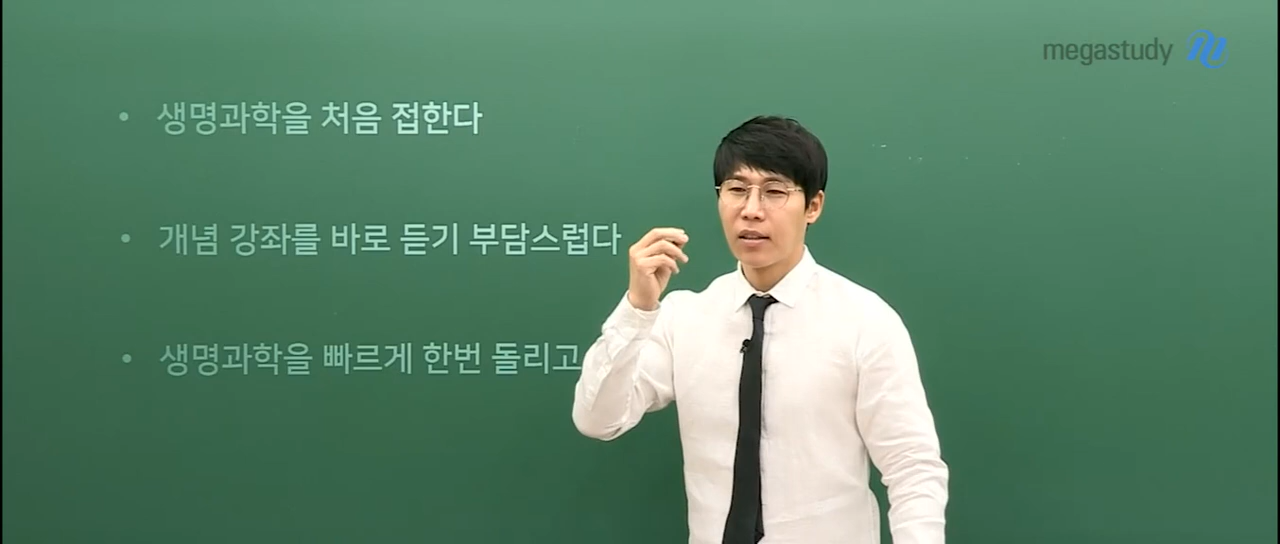 megastudy
• 생명과학을 처음 접한다
• 개념 강좌를 바로 듣기 부담스럽다
• 생명과학을 빠르게 한번 돌리고